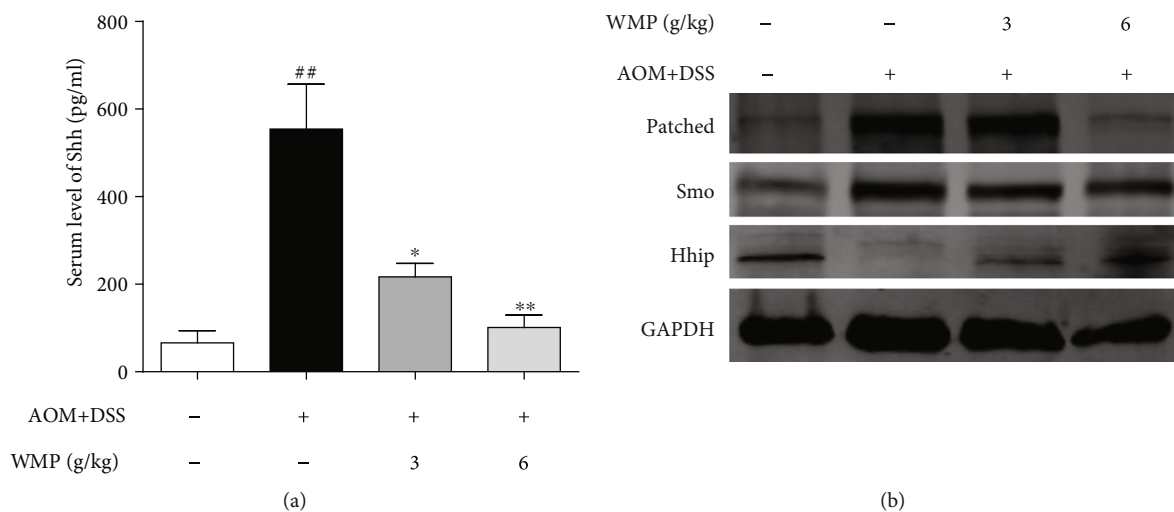 Serum level of Shh (pg/ml)
800
600
400
200
0
##
*
**
AOM+DSS – + + +
WMP (g/kg) – – 3 6
(a)
WMP (g/kg) – – 3 6
AOM+DSS – + + +
Patched
Smo
Hhip
GAPDH
(b)